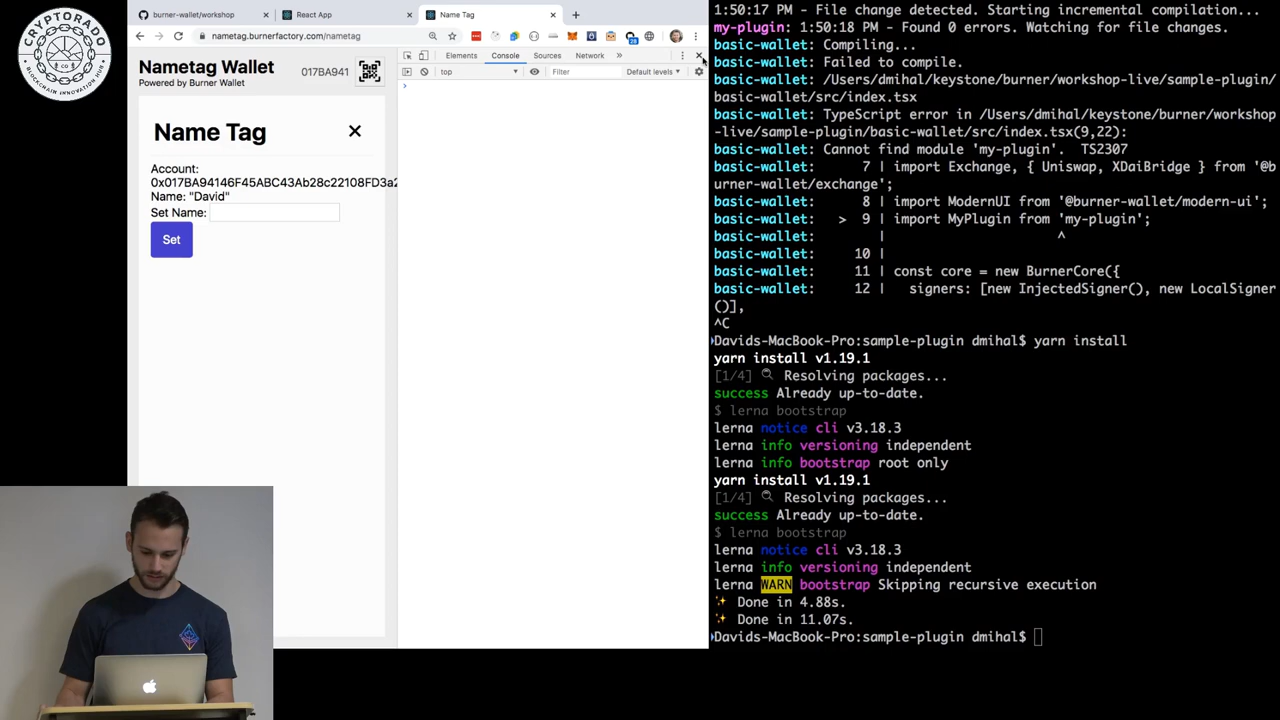 CRYPTORADO
CO
BLOCKCHAIN INNOVATION HUB
burner-wallet/workshop
React App
Name Tag
nametag.burnerfactory.com/nametag
28
Nametag Wallet
Powered by Burner Wallet
017BA941
Name Tag
Account:
0x017BA94146F45ABC43Ab28c22108FD3a2
Name: "David"
Set Name:
Set
Elements Console Sources Network »
top
Filter
Default levels
1:50:17 PM - File change detected. Starting incremental compilation...
my-plugin: 1:50:18 PM - Found 0 errors. Watching for file changes.
basic-wallet: Compiling...
basic-wallet: Failed to compile.
basic-wallet: /Users/dmihal/keystone/burner/workshop-live/sample-plugin/
basic-wallet/src/index.tsx
basic-wallet: TypeScript error in /Users/dmihal/keystone/burner/workshop
-live/sample-plugin/basic-wallet/src/index.tsx(9,22):
basic-wallet: Cannot find module 'my-plugin'. TS2307
basic-wallet: 7 | import Exchange, { Uniswap, XDaiBridge } from '@b
urner-wallet/exchange';
basic-wallet: 8 | import ModernUI from '@burner-wallet/modern-ui';
basic-wallet: > 9 | import MyPlugin from 'my-plugin';
basic-wallet: | ^
basic-wallet: 10 |
basic-wallet: 11 | const core = new BurnerCore({
basic-wallet: 12 | signers: [new InjectedSigner(), new LocalSigner
()],
^C
Davids-MacBook-Pro:sample-plugin dmihal$ yarn install
yarn install v1.19.1
[1/4] 🔍 Resolving packages...
success Already up-to-date.
$ lerna bootstrap
lerna notice cli v3.18.3
lerna info versioning independent
lerna info bootstrap root only
yarn install v1.19.1
[1/4] 🔍 Resolving packages...
success Already up-to-date.
$ lerna bootstrap
lerna notice cli v3.18.3
lerna info versioning independent
lerna WARN bootstrap Skipping recursive execution
✨ Done in 4.88s.
✨ Done in 11.07s.
Davids-MacBook-Pro:sample-plugin dmihal$